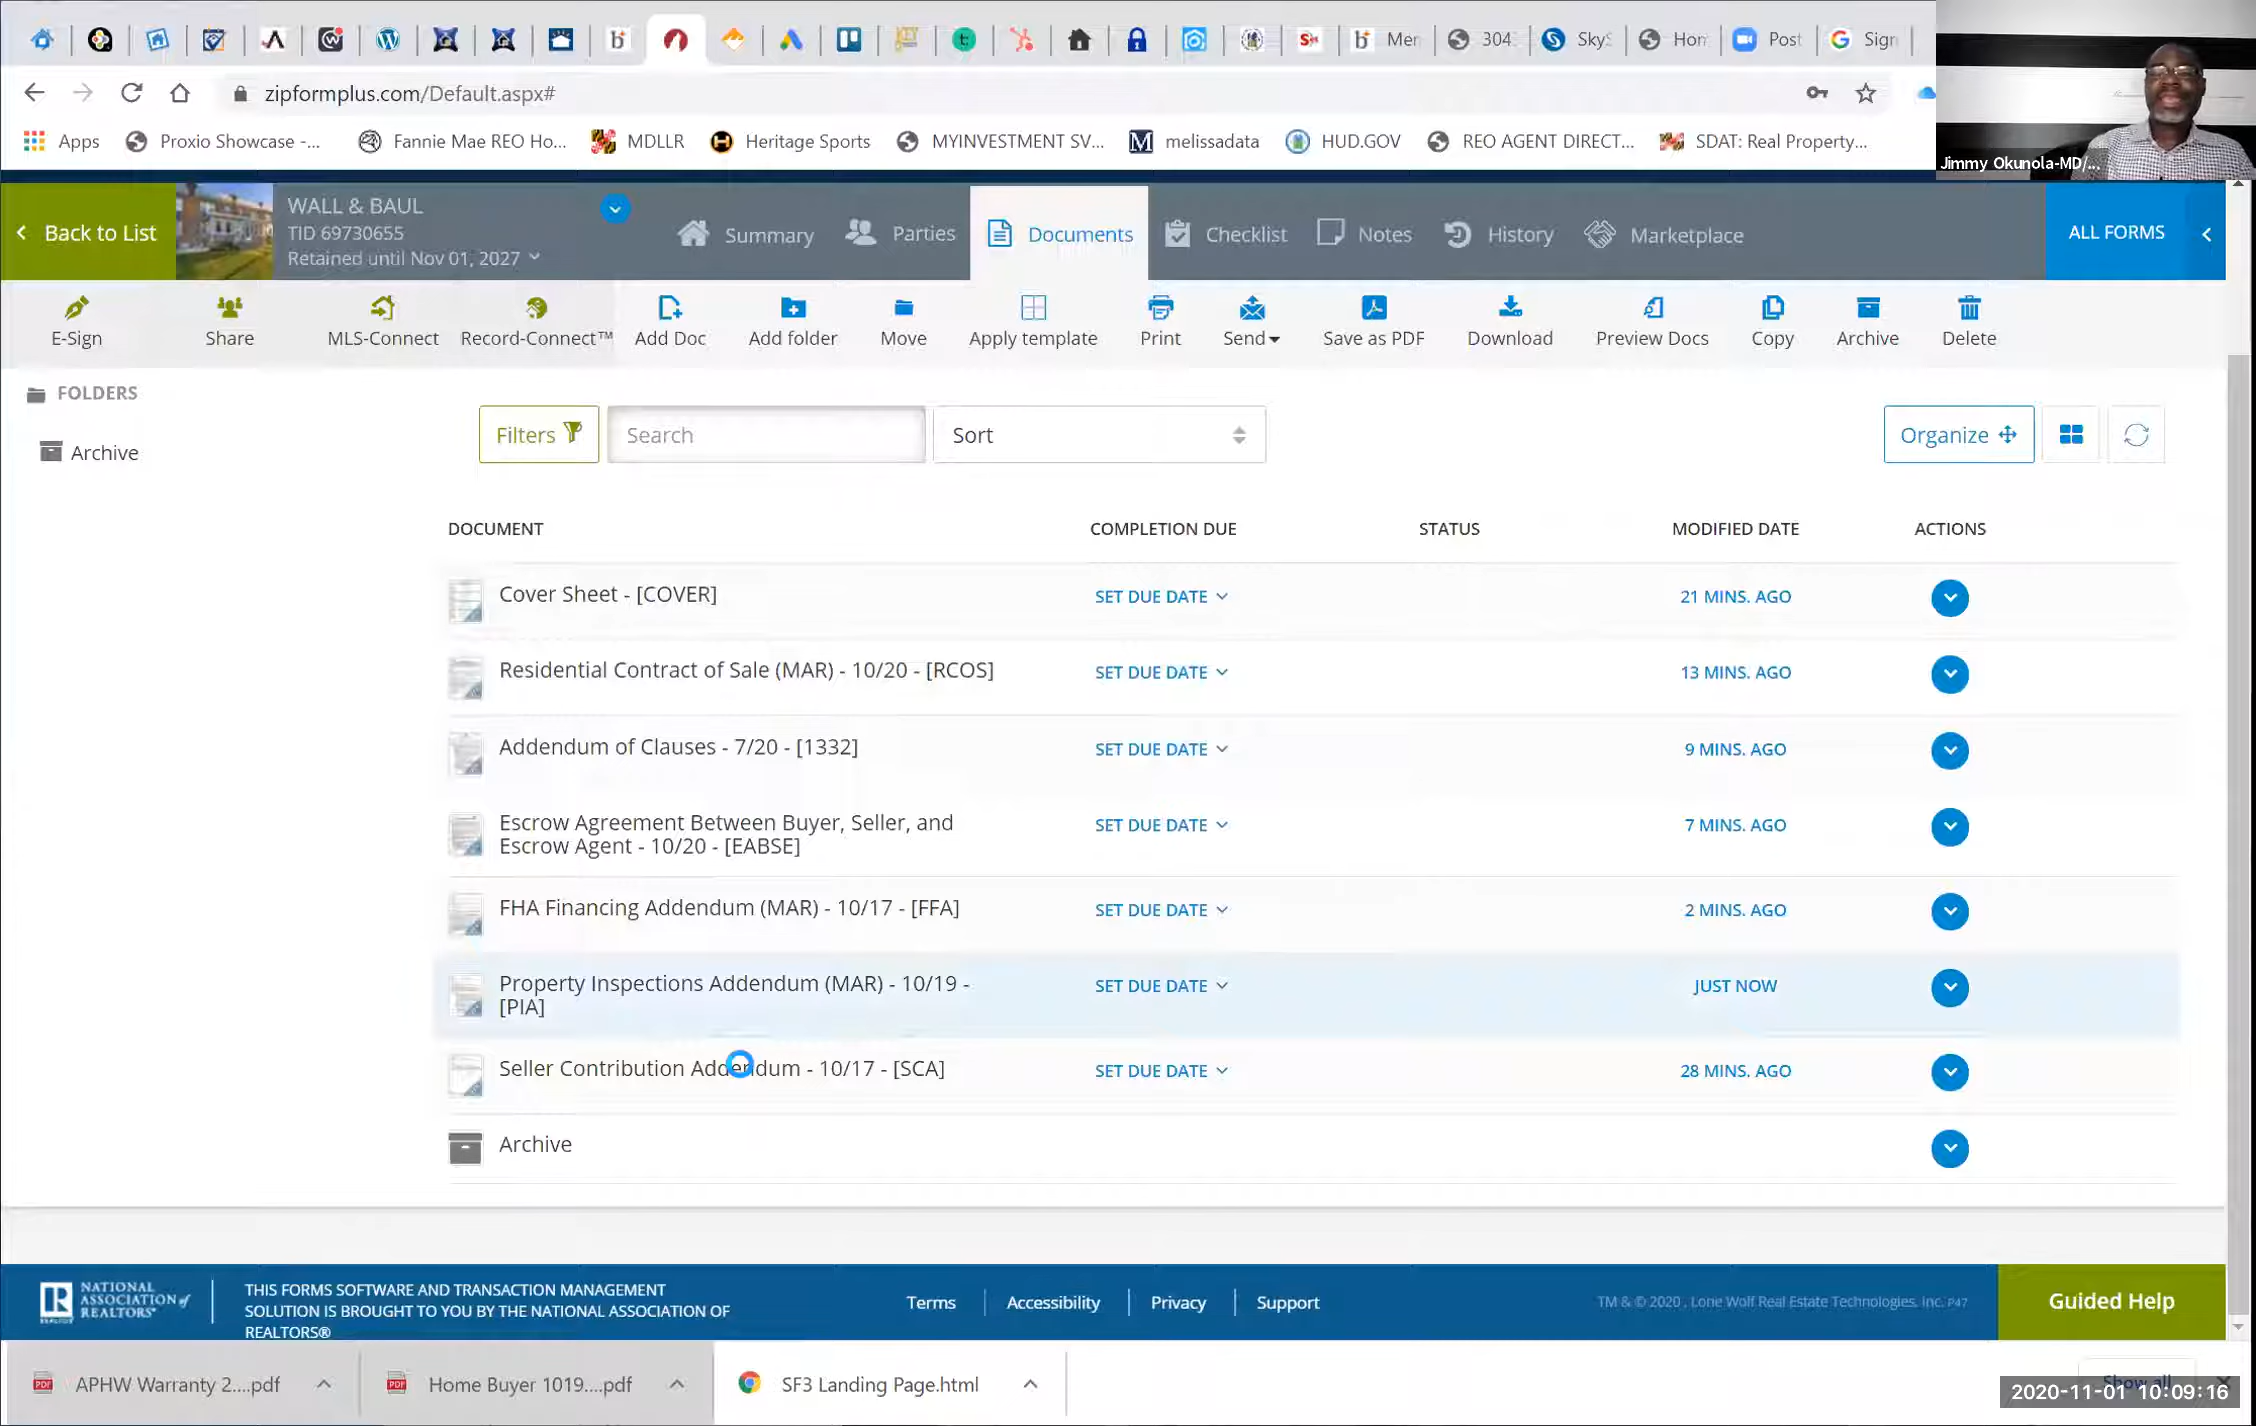 Mer
304
SkyS
Hon
Post
Sign
zipformplus.com/Default.aspx#
Apps
Proxio Showcase -...
Fannie Mae REO Ho...
MDLLR
Heritage Sports
MYINVESTMENT SV...
melissadata
HUD.GOV
REO AGENT DIRECT...
SDAT: Real Property...
Jimmy Okunola-MD/...
Back to List
WALL & BAUL
TID 69730655
Retained until Nov 01, 2027
Summary
Parties
Documents
Checklist
Notes
History
Marketplace
ALL FORMS
E-Sign
Share
MLS-Connect
Record-Connect™
Add Doc
Add folder
Move
Apply template
Print
Send
Save as PDF
Download
Preview Docs
Copy
Archive
Delete
FOLDERS
Archive
Filters
Search
Sort
Organize
DOCUMENT
COMPLETION DUE
STATUS
MODIFIED DATE
ACTIONS
Cover Sheet - [COVER]
SET DUE DATE
21 MINS. AGO
Residential Contract of Sale (MAR) - 10/20 - [RCOS]
SET DUE DATE
13 MINS. AGO
Addendum of Clauses - 7/20 - [1332]
SET DUE DATE
9 MINS. AGO
Escrow Agreement Between Buyer, Seller, and
Escrow Agent - 10/20 - [EABSE]
SET DUE DATE
7 MINS. AGO
FHA Financing Addendum (MAR) - 10/17 - [FFA]
SET DUE DATE
2 MINS. AGO
Property Inspections Addendum (MAR) - 10/19 -
[PIA]
SET DUE DATE
JUST NOW
Seller Contribution Addendum - 10/17 - [SCA]
SET DUE DATE
28 MINS. AGO
Archive
NATIONAL
ASSOCIATION of
REALTORS®
THIS FORMS SOFTWARE AND TRANSACTION MANAGEMENT
SOLUTION IS BROUGHT TO YOU BY THE NATIONAL ASSOCIATION OF
REALTORS®
Terms
Accessibility
Privacy
Support
TM & © 2020 . Lone Wolf Real Estate Technologies, Inc. P47
Guided Help
APHW Warranty 2....pdf
Home Buyer 1019....pdf
SF3 Landing Page.html
Show all
2020-11-01 10:09:16